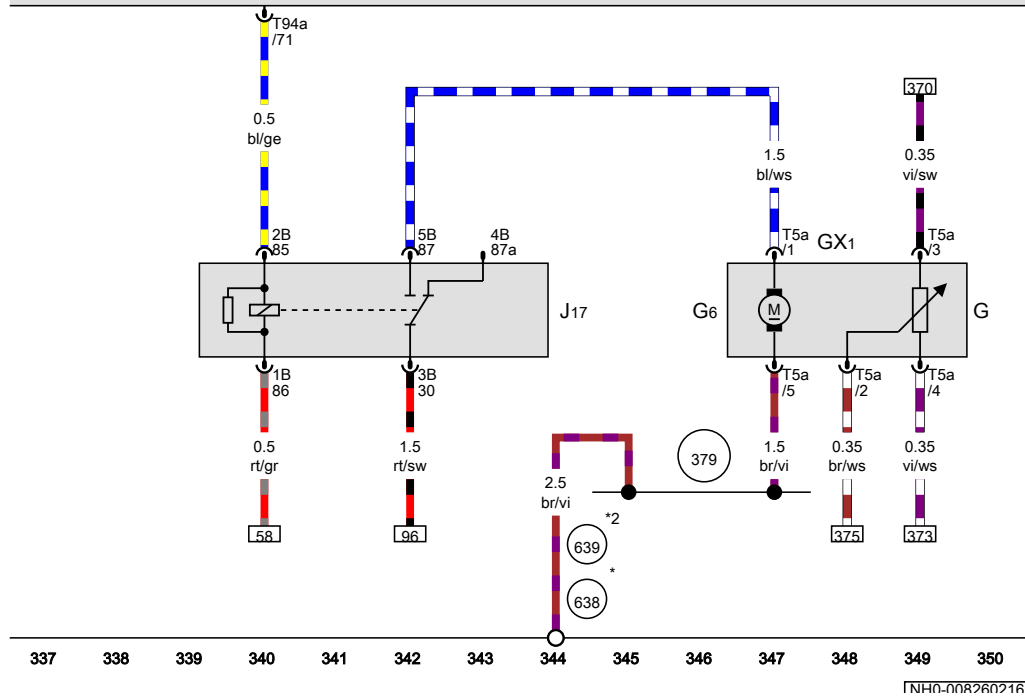 T94a
/71
370
0.5
bl/ge
1.5
bl/ws
0.35
vi/sw
2B
85
5B
87
4B
87a
T5a
/1
GX1
T5a
/3
J17
G6
M
G
1B
86
3B
30
T5a
/5
T5a
/2
T5a
/4
0.5
rt/gr
1.5
rt/sw
2.5
br/vi
379
1.5
br/vi
0.35
br/ws
0.35
vi/ws
*2
58
96
639
375
373
*
638
337 338 339 340 341 342 343 344 345 346 347 348 349 350
NH0-008260216